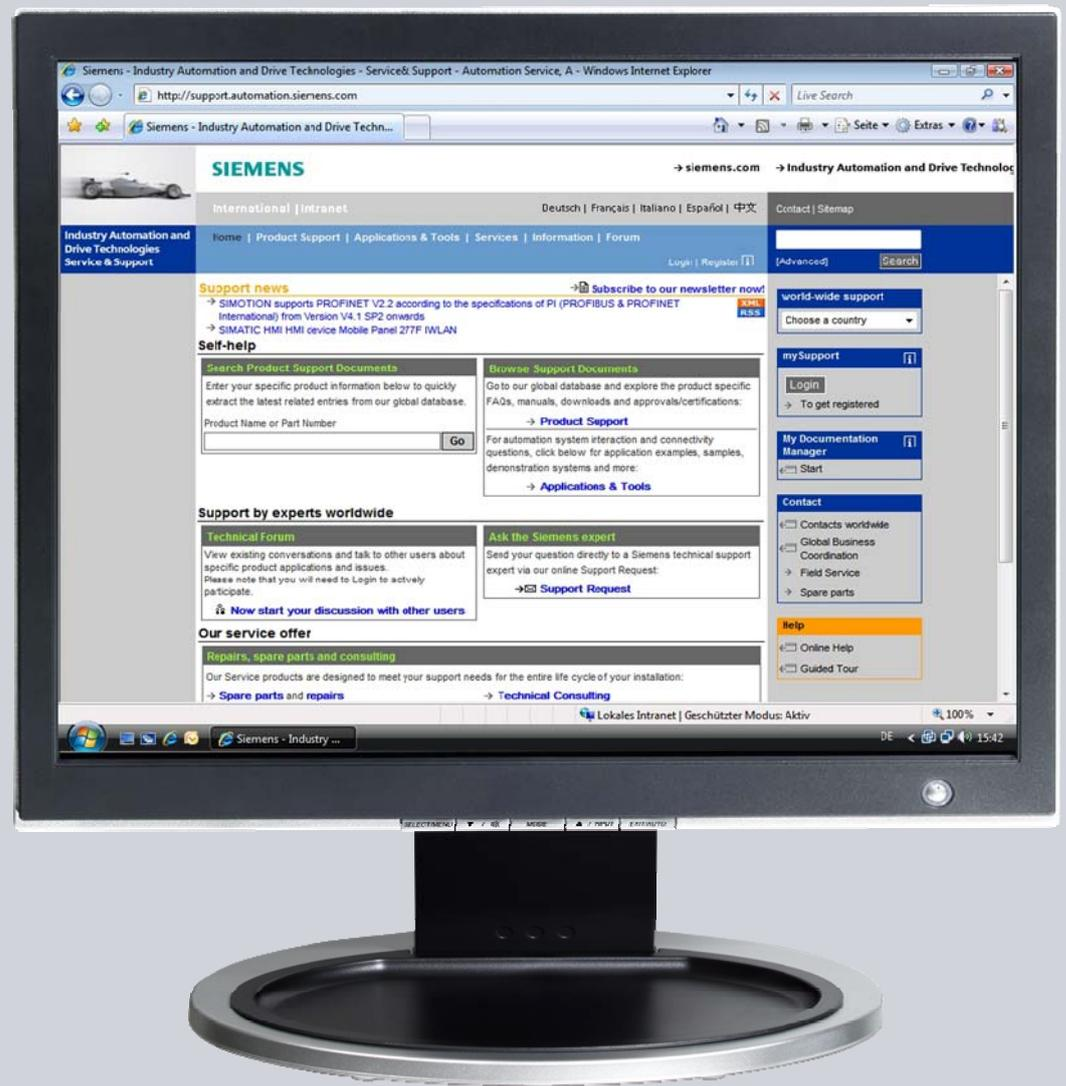 Siemens - Industry Automation and Drive Technologies - Service& Support - Automation Service, A - Windows Internet Explorer
http://support.automation.siemens.com
Live Search
Siemens - Industry Automation and Drive Techn...
Seite
Extras
SIEMENS
→ siemens.com → Industry Automation and Drive Technolog
International | Intranet
Deutsch | Français | Italiano | Español | 中文
Contact | Sitemap
Industry Automation and
Drive Technologies
Service & Support
Home | Product Support | Applications & Tools | Services | Information | Forum
Login | Register
[Advanced] Search
Support news
→ Subscribe to our newsletter now!
→ SIMOTION supports PROFINET V2.2 according to the specifications of PI (PROFIBUS & PROFINET
International) from Version V4.1 SP2 onwards
XML
RSS
→ SIMATIC HMI HMI device Mobile Panel 277F IWLAN
Self-help
Search Product Support Documents
Enter your specific product information below to quickly
extract the latest related entries from our global database.
Product Name or Part Number
Go
Browse Support Documents
Go to our global database and explore the product specific
FAQs, manuals, downloads and approvals/certifications:
→ Product Support
For automation system interaction and connectivity
questions, click below for application examples, samples,
demonstration systems and more:
→ Applications & Tools
Support by experts worldwide
Technical Forum
View existing conversations and talk to other users about
specific product applications and issues.
Please note that you will need to Login to actively
participate.
Now start your discussion with other users
Ask the Siemens expert
Send your question directly to a Siemens technical support
expert via our online Support Request:
→ Support Request
Our service offer
Repairs, spare parts and consulting
Our Service products are designed to meet your support needs for the entire life cycle of your installation:
→ Spare parts and repairs
→ Technical Consulting
world-wide support
Choose a country
mySupport
Login
→ To get registered
My Documentation
Manager
Start
Contact
Contacts worldwide
Global Business
Coordination
→ Field Service
→ Spare parts
Help
Online Help
Guided Tour
Lokales Intranet | Geschützter Modus: Aktiv
100%
Siemens - Industry ...
DE
15:42
SELECT/MENU
MODE
INPUT
EXIT/AUTO